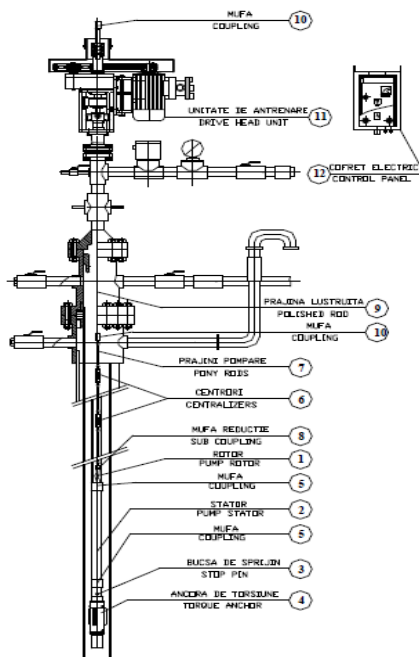 MUFA
COUPLING
10
UNITATE DE ANTRENARE
DRIVE HEAD UNIT
11
12
COFRET ELECTRIC
CONTROL PANEL
PRAJINA LUSTRUITA
POLISHED ROD
9
MUFA
COUPLING
10
PRAJINI POMPARE
PONY RODS
7
CENTRORI
CENTRALIZERS
6
MUFA REDUCTIE
SUB COUPLING
8
ROTOR
PUMP ROTOR
1
MUFA
COUPLING
5
STATOR
PUMP STATOR
2
MUFA
COUPLING
5
BUCSA DE SPRIJIN
STOP PIN
3
ANCORA DE TORSIUNE
TORQUE ANCHOR
4